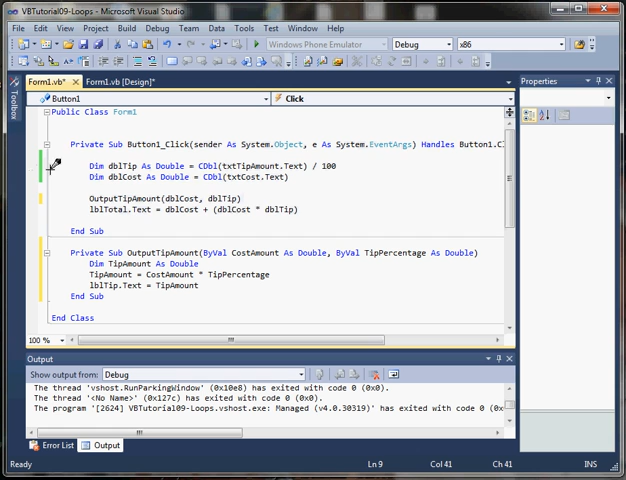 VBTutorial09-Loops - Microsoft Visual Studio
File Edit View Project Build Debug Team Data Tools Test Window Help
Windows Phone Emulator Debug x86
Form1.vb* Form1.vb [Design]*
Toolbox
Button1 Click
Public Class Form1
Private Sub Button1_Click(sender As System.Object, e As System.EventArgs) Handles Button1.Cl
Dim dblTip As Double = CDbl(txtTipAmount.Text) / 100
Dim dblCost As Double = CDbl(txtCost.Text)
OutputTipAmount(dblCost, dblTip)
lblTotal.Text = dblCost + (dblCost * dblTip)
End Sub
Private Sub OutputTipAmount(ByVal CostAmount As Double, ByVal TipPercentage As Double)
Dim TipAmount As Double
TipAmount = CostAmount * TipPercentage
lblTip.Text = TipAmount
End Sub
End Class
100 %
Properties
Output
Show output from: Debug
The thread 'vshost.RunParkingWindow' (0x10e8) has exited with code 0 (0x0).
The thread '<No Name>' (0x127c) has exited with code 0 (0x0).
The program '[2624] VBTutorial09-Loops.vshost.exe: Managed (v4.0.30319)' has exited with code 0 (0x
Error List Output
Ready Ln 9 Col 41 Ch 41 INS